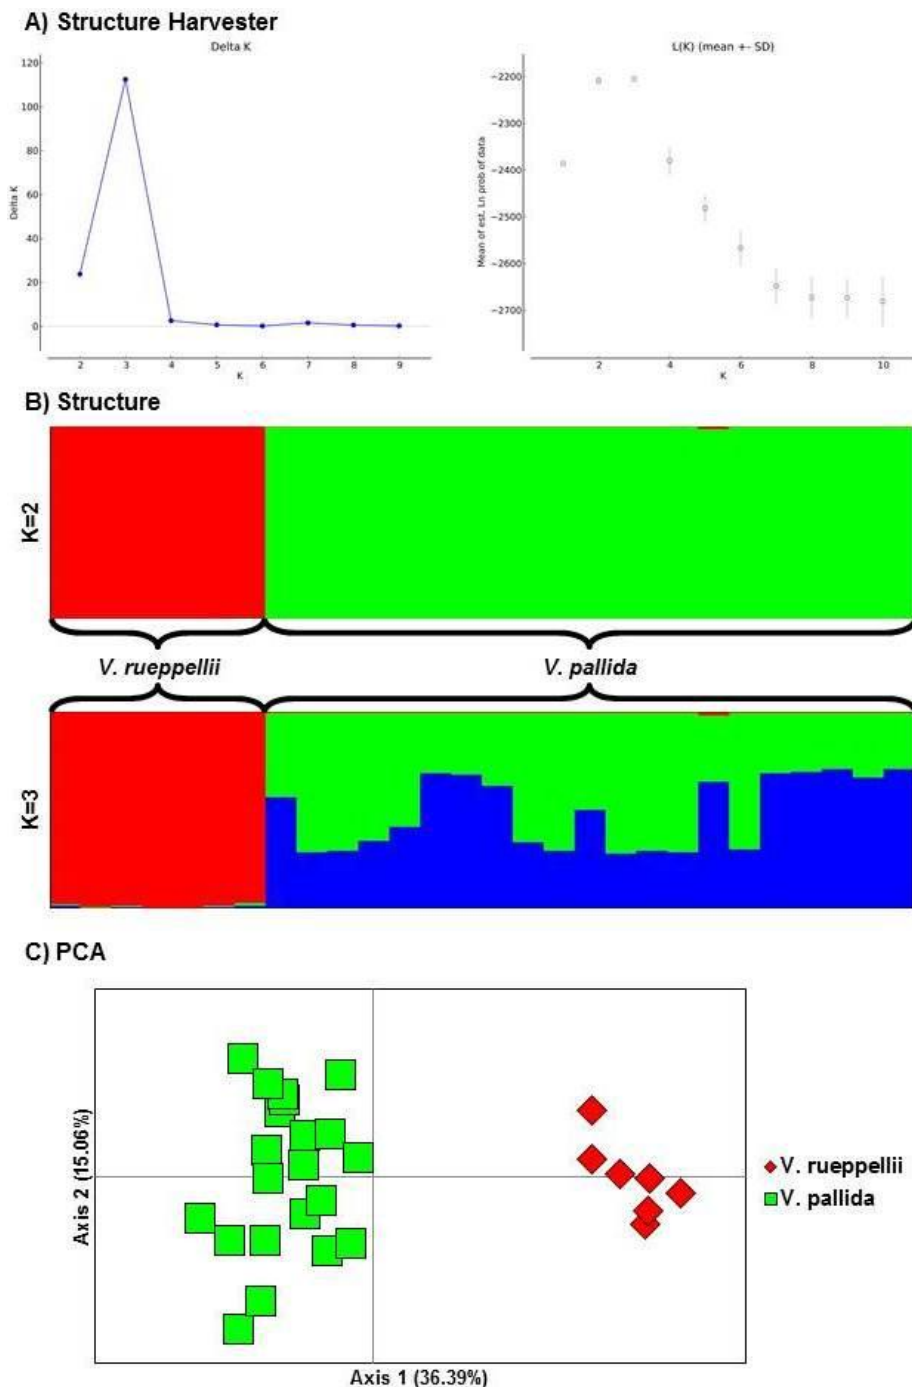 A) Structure Harvester
Delta K
L(K) (mean +- SD)
120
100
80
60
40
20
0
Delta K
2 3 4 5 6 7 8 9
K
−2200
−2300
−2400
−2500
−2600
−2700
Mean of est. Ln prob of data
2 4 6 8 10
K
B) Structure
K=2
V. rueppellii
V. pallida
K=3
C) PCA
Axis 2 (15.06%)
Axis 1 (36.39%)
V. rueppellii
V. pallida